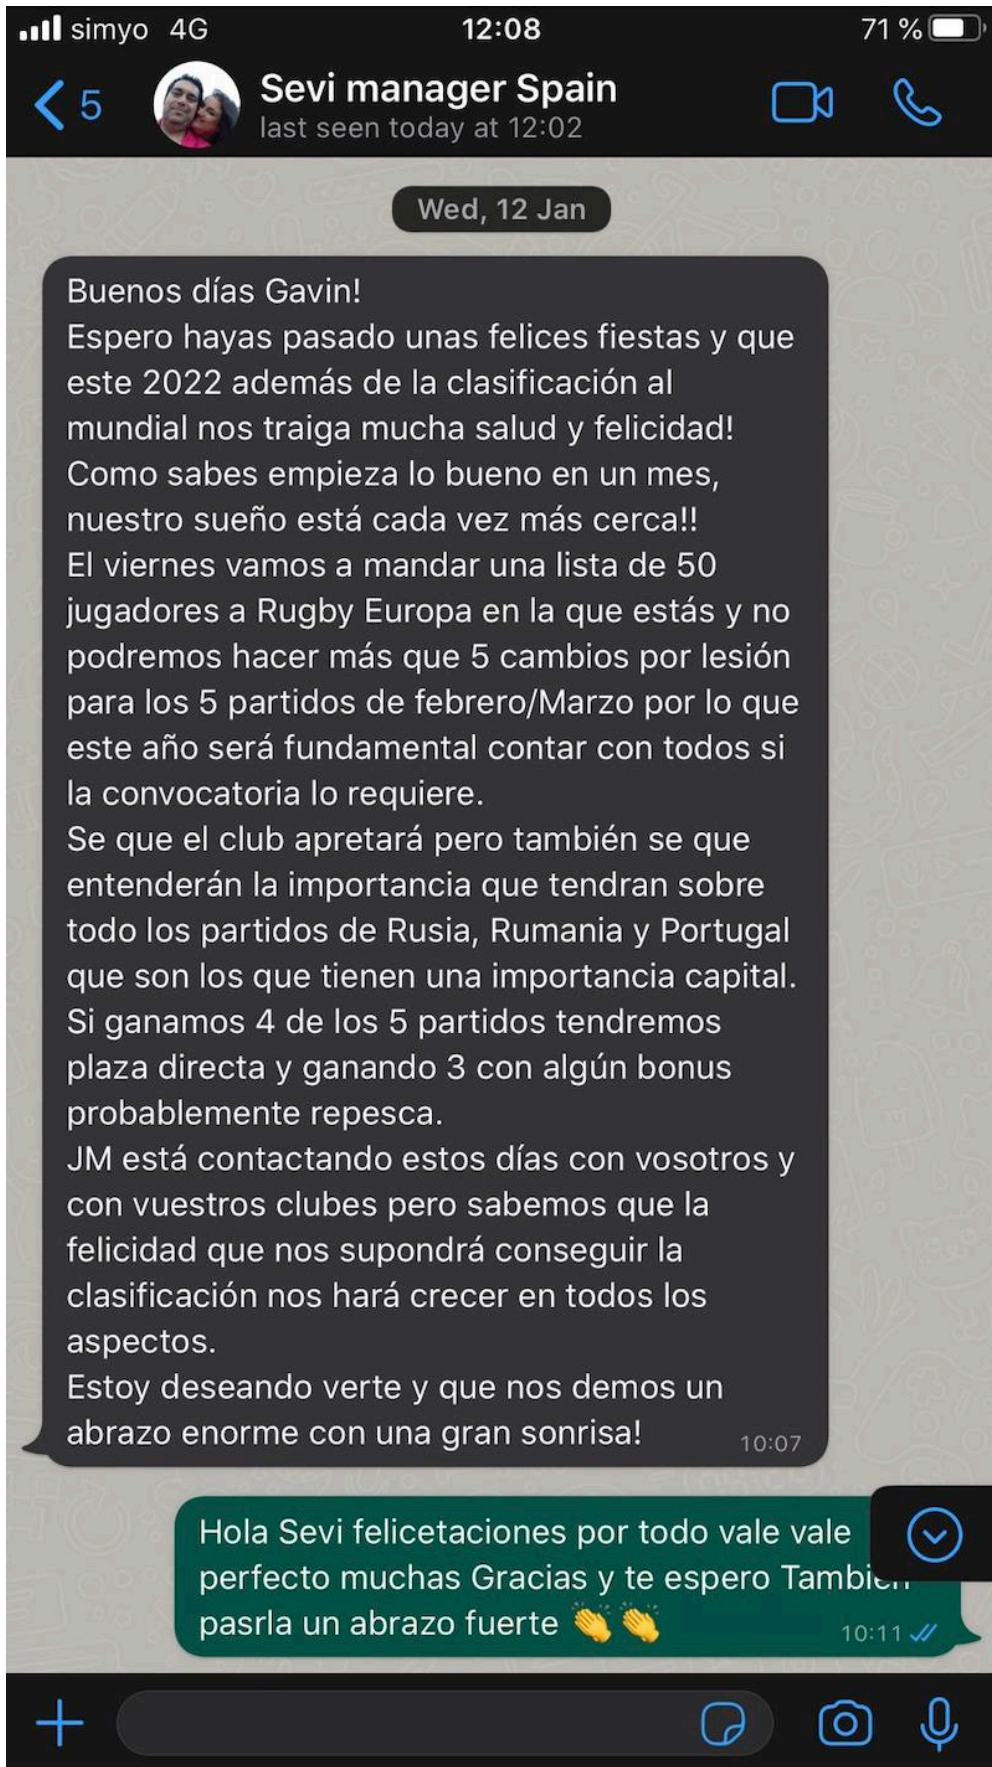 simyo 4G 12:08 71 %
5 Sevi manager Spain
last seen today at 12:02
Wed, 12 Jan
Buenos días Gavin!
Espero hayas pasado unas felices fiestas y que
este 2022 además de la clasificación al
mundial nos traiga mucha salud y felicidad!
Como sabes empieza lo bueno en un mes,
nuestro sueño está cada vez más cerca!!
El viernes vamos a mandar una lista de 50
jugadores a Rugby Europa en la que estás y no
podremos hacer más que 5 cambios por lesión
para los 5 partidos de febrero/Marzo por lo que
este año será fundamental contar con todos si
la convocatoria lo requiere.
Se que el club apretará pero también se que
entenderán la importancia que tendran sobre
todo los partidos de Rusia, Rumania y Portugal
que son los que tienen una importancia capital.
Si ganamos 4 de los 5 partidos tendremos
plaza directa y ganando 3 con algún bonus
probablemente repesca.
JM está contactando estos días con vosotros y
con vuestros clubes pero sabemos que la
felicidad que nos supondrá conseguir la
clasificación nos hará crecer en todos los
aspectos.
Estoy deseando verte y que nos demos un
abrazo enorme con una gran sonrisa!
10:07
Hola Sevi felicetaciones por todo vale vale
perfecto muchas Gracias y te espero Tambien
pasrla un abrazo fuerte 👏 👏
10:11